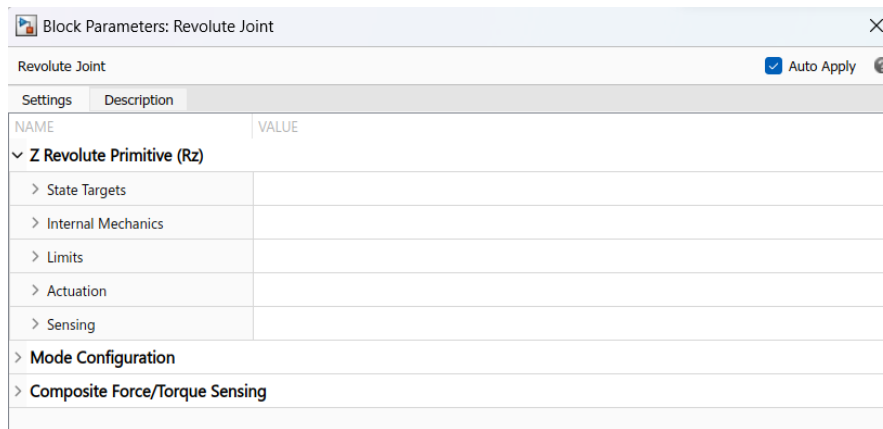 Block Parameters: Revolute Joint
Revolute Joint Auto Apply
Settings Description
NAME VALUE
Z Revolute Primitive (Rz)
State Targets
Internal Mechanics
Limits
Actuation
Sensing
Mode Configuration
Composite Force/Torque Sensing